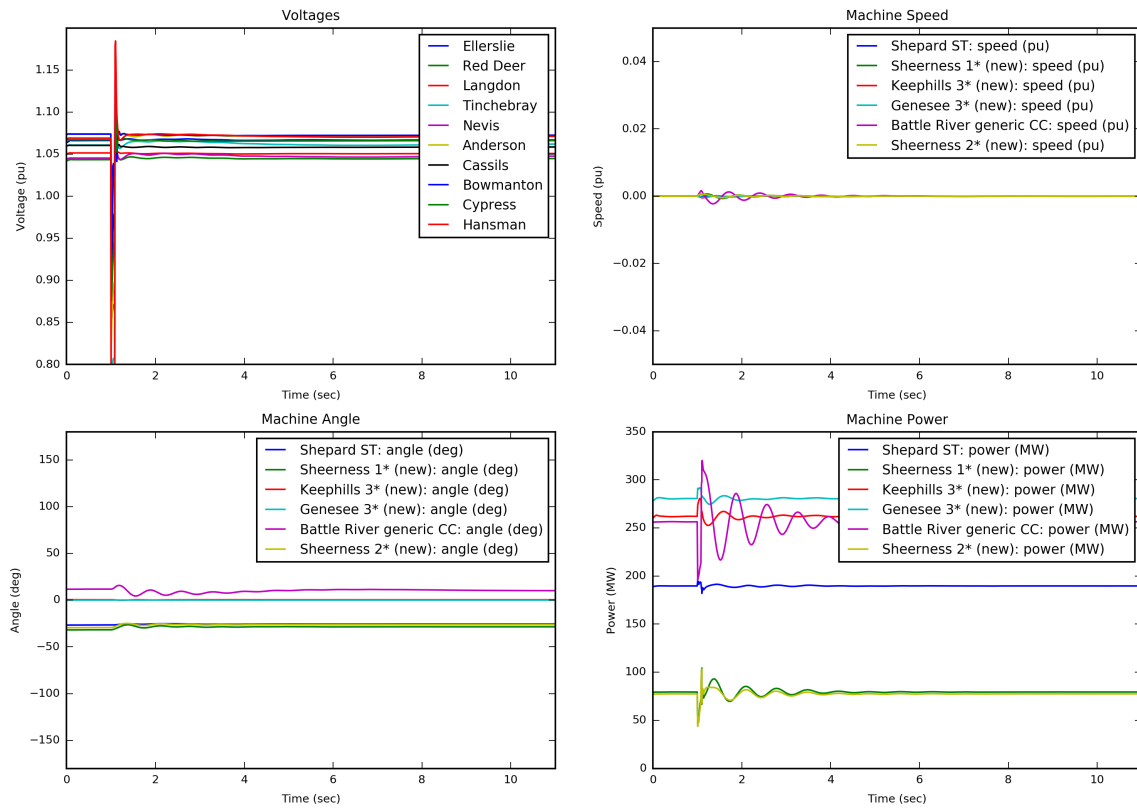 Voltages
Voltage (pu)
1.15
1.10
1.05
1.00
0.95
0.90
0.85
0.80
0 2 4 6 8 10
Time (sec)
Ellerslie
Red Deer
Langdon
Tinchebray
Nevis
Anderson
Cassils
Bowmanton
Cypress
Hansman
Machine Speed
Speed (pu)
0.04
0.02
0.00
−0.02
−0.04
0 2 4 6 8 10
Time (sec)
Shepard ST: speed (pu)
Sheerness 1* (new): speed (pu)
Keephills 3* (new): speed (pu)
Genesee 3* (new): speed (pu)
Battle River generic CC: speed (pu)
Sheerness 2* (new): speed (pu)
Machine Angle
Angle (deg)
150
100
50
0
−50
−100
−150
0 2 4 6 8 10
Time (sec)
Shepard ST: angle (deg)
Sheerness 1* (new): angle (deg)
Keephills 3* (new): angle (deg)
Genesee 3* (new): angle (deg)
Battle River generic CC: angle (deg)
Sheerness 2* (new): angle (deg)
Machine Power
Power (MW)
350
300
250
200
150
100
50
0
0 2 4 6 8 10
Time (sec)
Shepard ST: power (MW)
Sheerness 1* (new): power (MW)
Keephills 3* (new): power (MW)
Genesee 3* (new): power (MW)
Battle River generic CC: power (MW)
Sheerness 2* (new): power (MW)